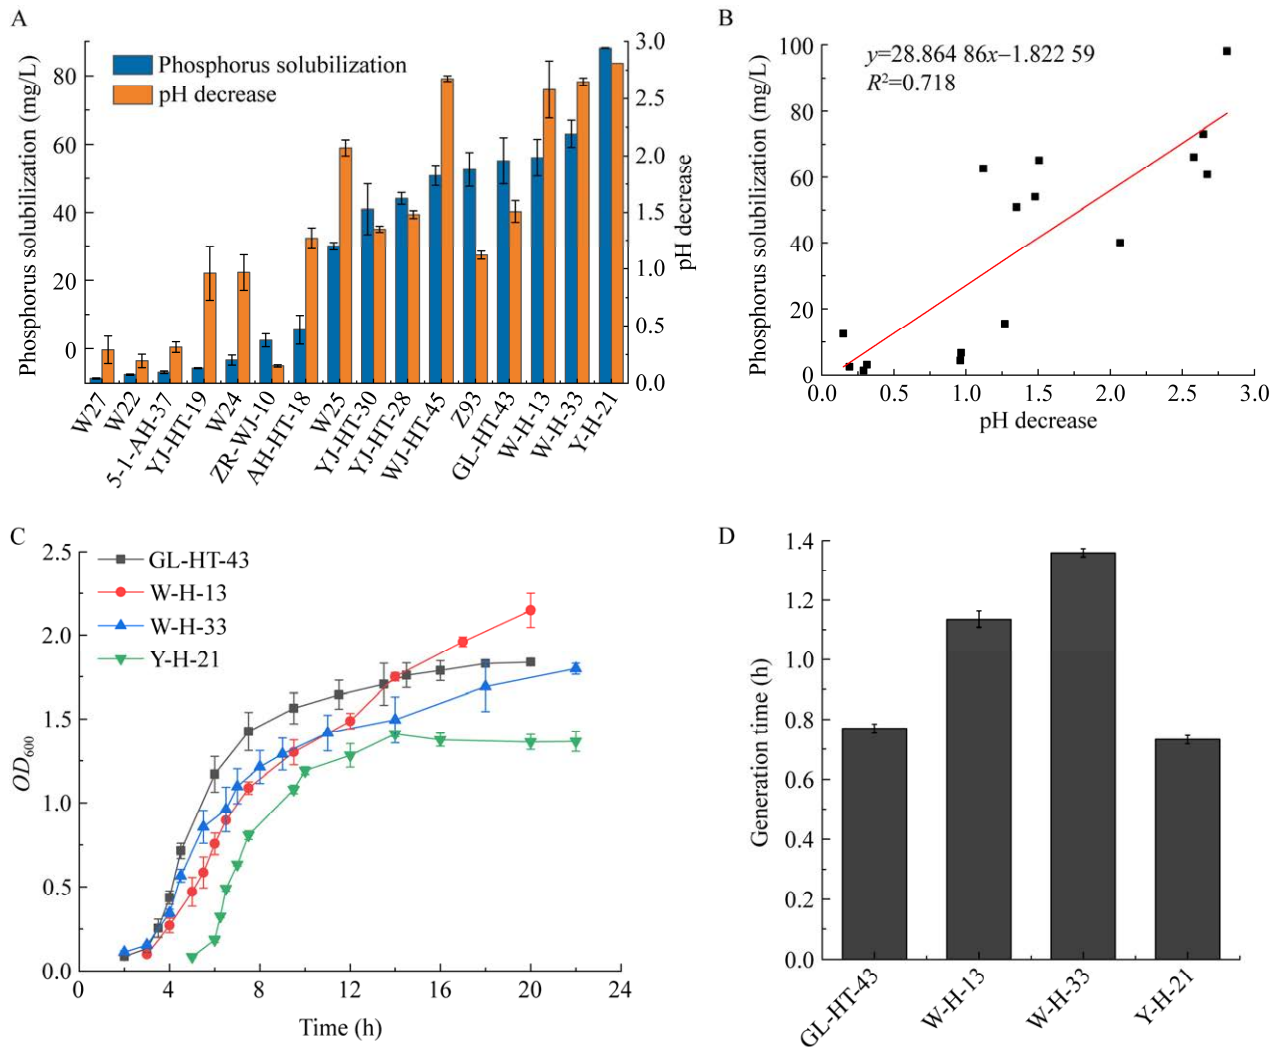 A
Phosphorus solubilization (mg/L)
80
60
40
20
0
Phosphorus solubilization
pH decrease
3.0
2.5
2.0
1.5
1.0
0.5
0.0
pH decrease
W27
W22
5-1-AH-37
YJ-HT-19
W24
ZR-WJ-10
AH-HT-18
W25
YJ-HT-30
YJ-HT-28
WJ-HT-45
Z93
GL-HT-43
W-H-13
W-H-33
Y-H-21
B
Phosphorus solubilization (mg/L)
100
80
60
40
20
0
y=28.864 86x−1.822 59
R²=0.718
0.0 0.5 1.0 1.5 2.0 2.5 3.0
pH decrease
C
OD₆₀₀
2.5
2.0
1.5
1.0
0.5
0.0
GL-HT-43
W-H-13
W-H-33
Y-H-21
0 4 8 12 16 20 24
Time (h)
D
Generation time (h)
1.4
1.2
1.0
0.8
0.6
0.4
0.2
0.0
GL-HT-43
W-H-13
W-H-33
Y-H-21